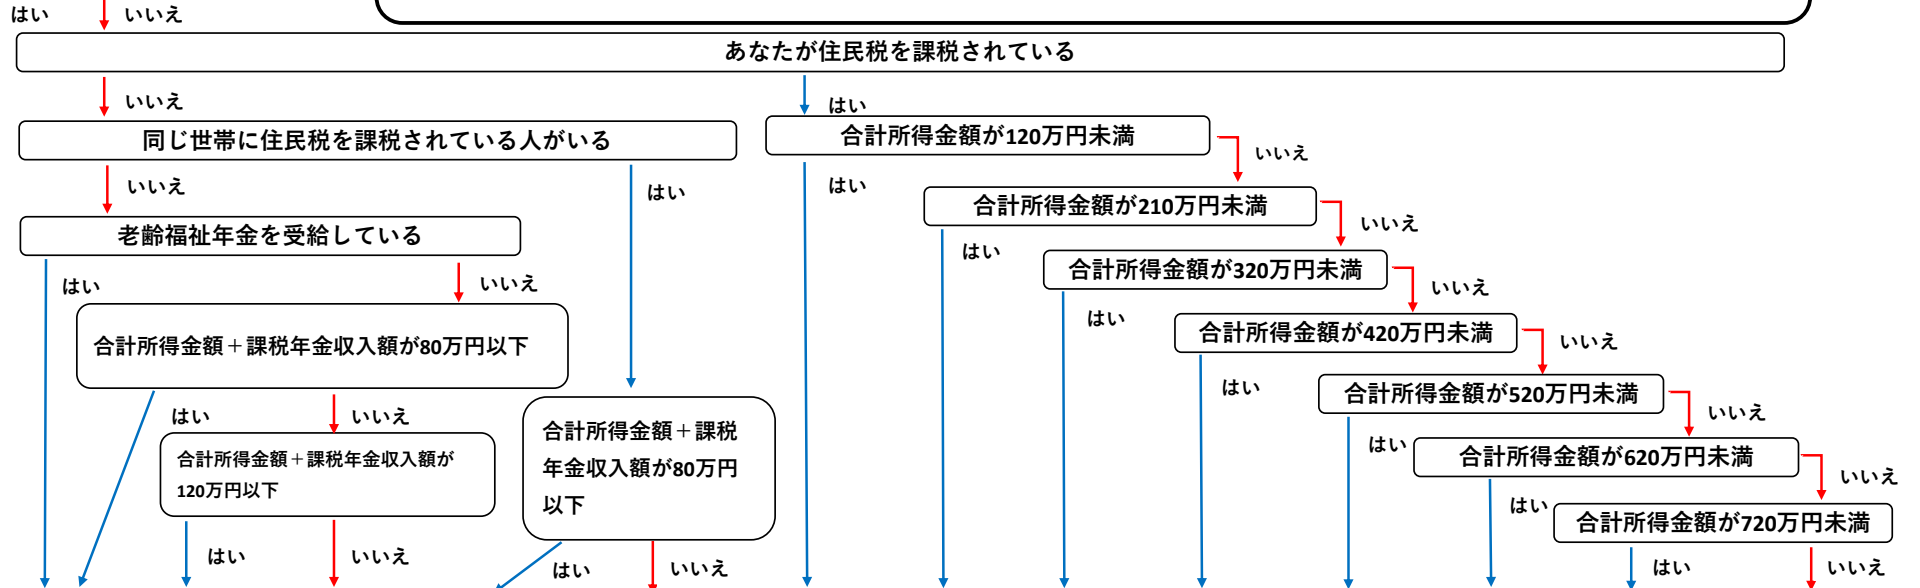 はい
いいえ
あなたが住民税を課税されている
いいえ
はい
同じ世帯に住民税を課税されている人がいる
合計所得金額が120万円未満
いいえ
いいえ
はい
はい
合計所得金額が210万円未満
いいえ
老齢福祉年金を受給している
はい
合計所得金額が320万円未満
はい
いいえ
いいえ
合計所得金額+課税年金収入額が80万円以下
はい
合計所得金額が420万円未満
いいえ
はい
合計所得金額が520万円未満
いいえ
はい
いいえ
合計所得金額+課税
年金収入額が80万円
以下
合計所得金額+課税年金収入額が
120万円以下
はい
合計所得金額が620万円未満
いいえ
はい
合計所得金額が720万円未満
はい
いいえ
はい
いいえ
はい
いいえ